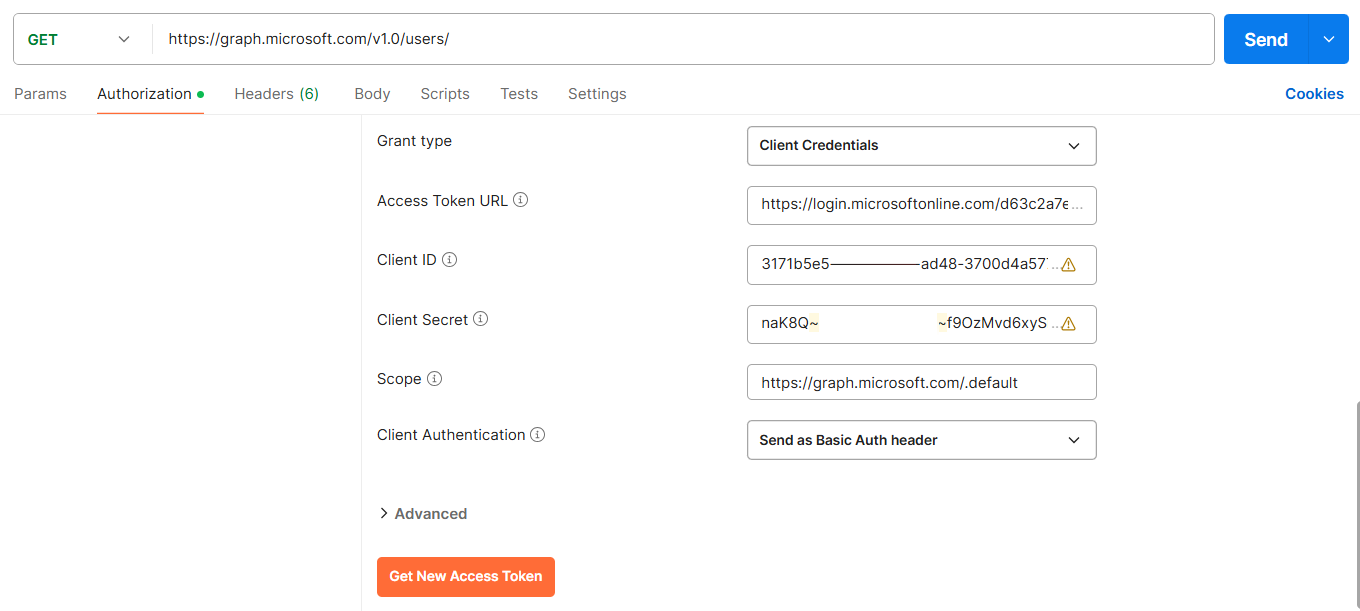 GET https://graph.microsoft.com/v1.0/users/ Send
Params Authorization Headers (6) Body Scripts Tests Settings Cookies
Grant type Client Credentials
Access Token URL https://login.microsoftonline.com/d63c2a7e...
Client ID 3171b5e5 ad48-3700d4a57...
Client Secret naK8Q~ ~f9OzMvd6xyS...
Scope https://graph.microsoft.com/.default
Client Authentication Send as Basic Auth header
Advanced
Get New Access Token